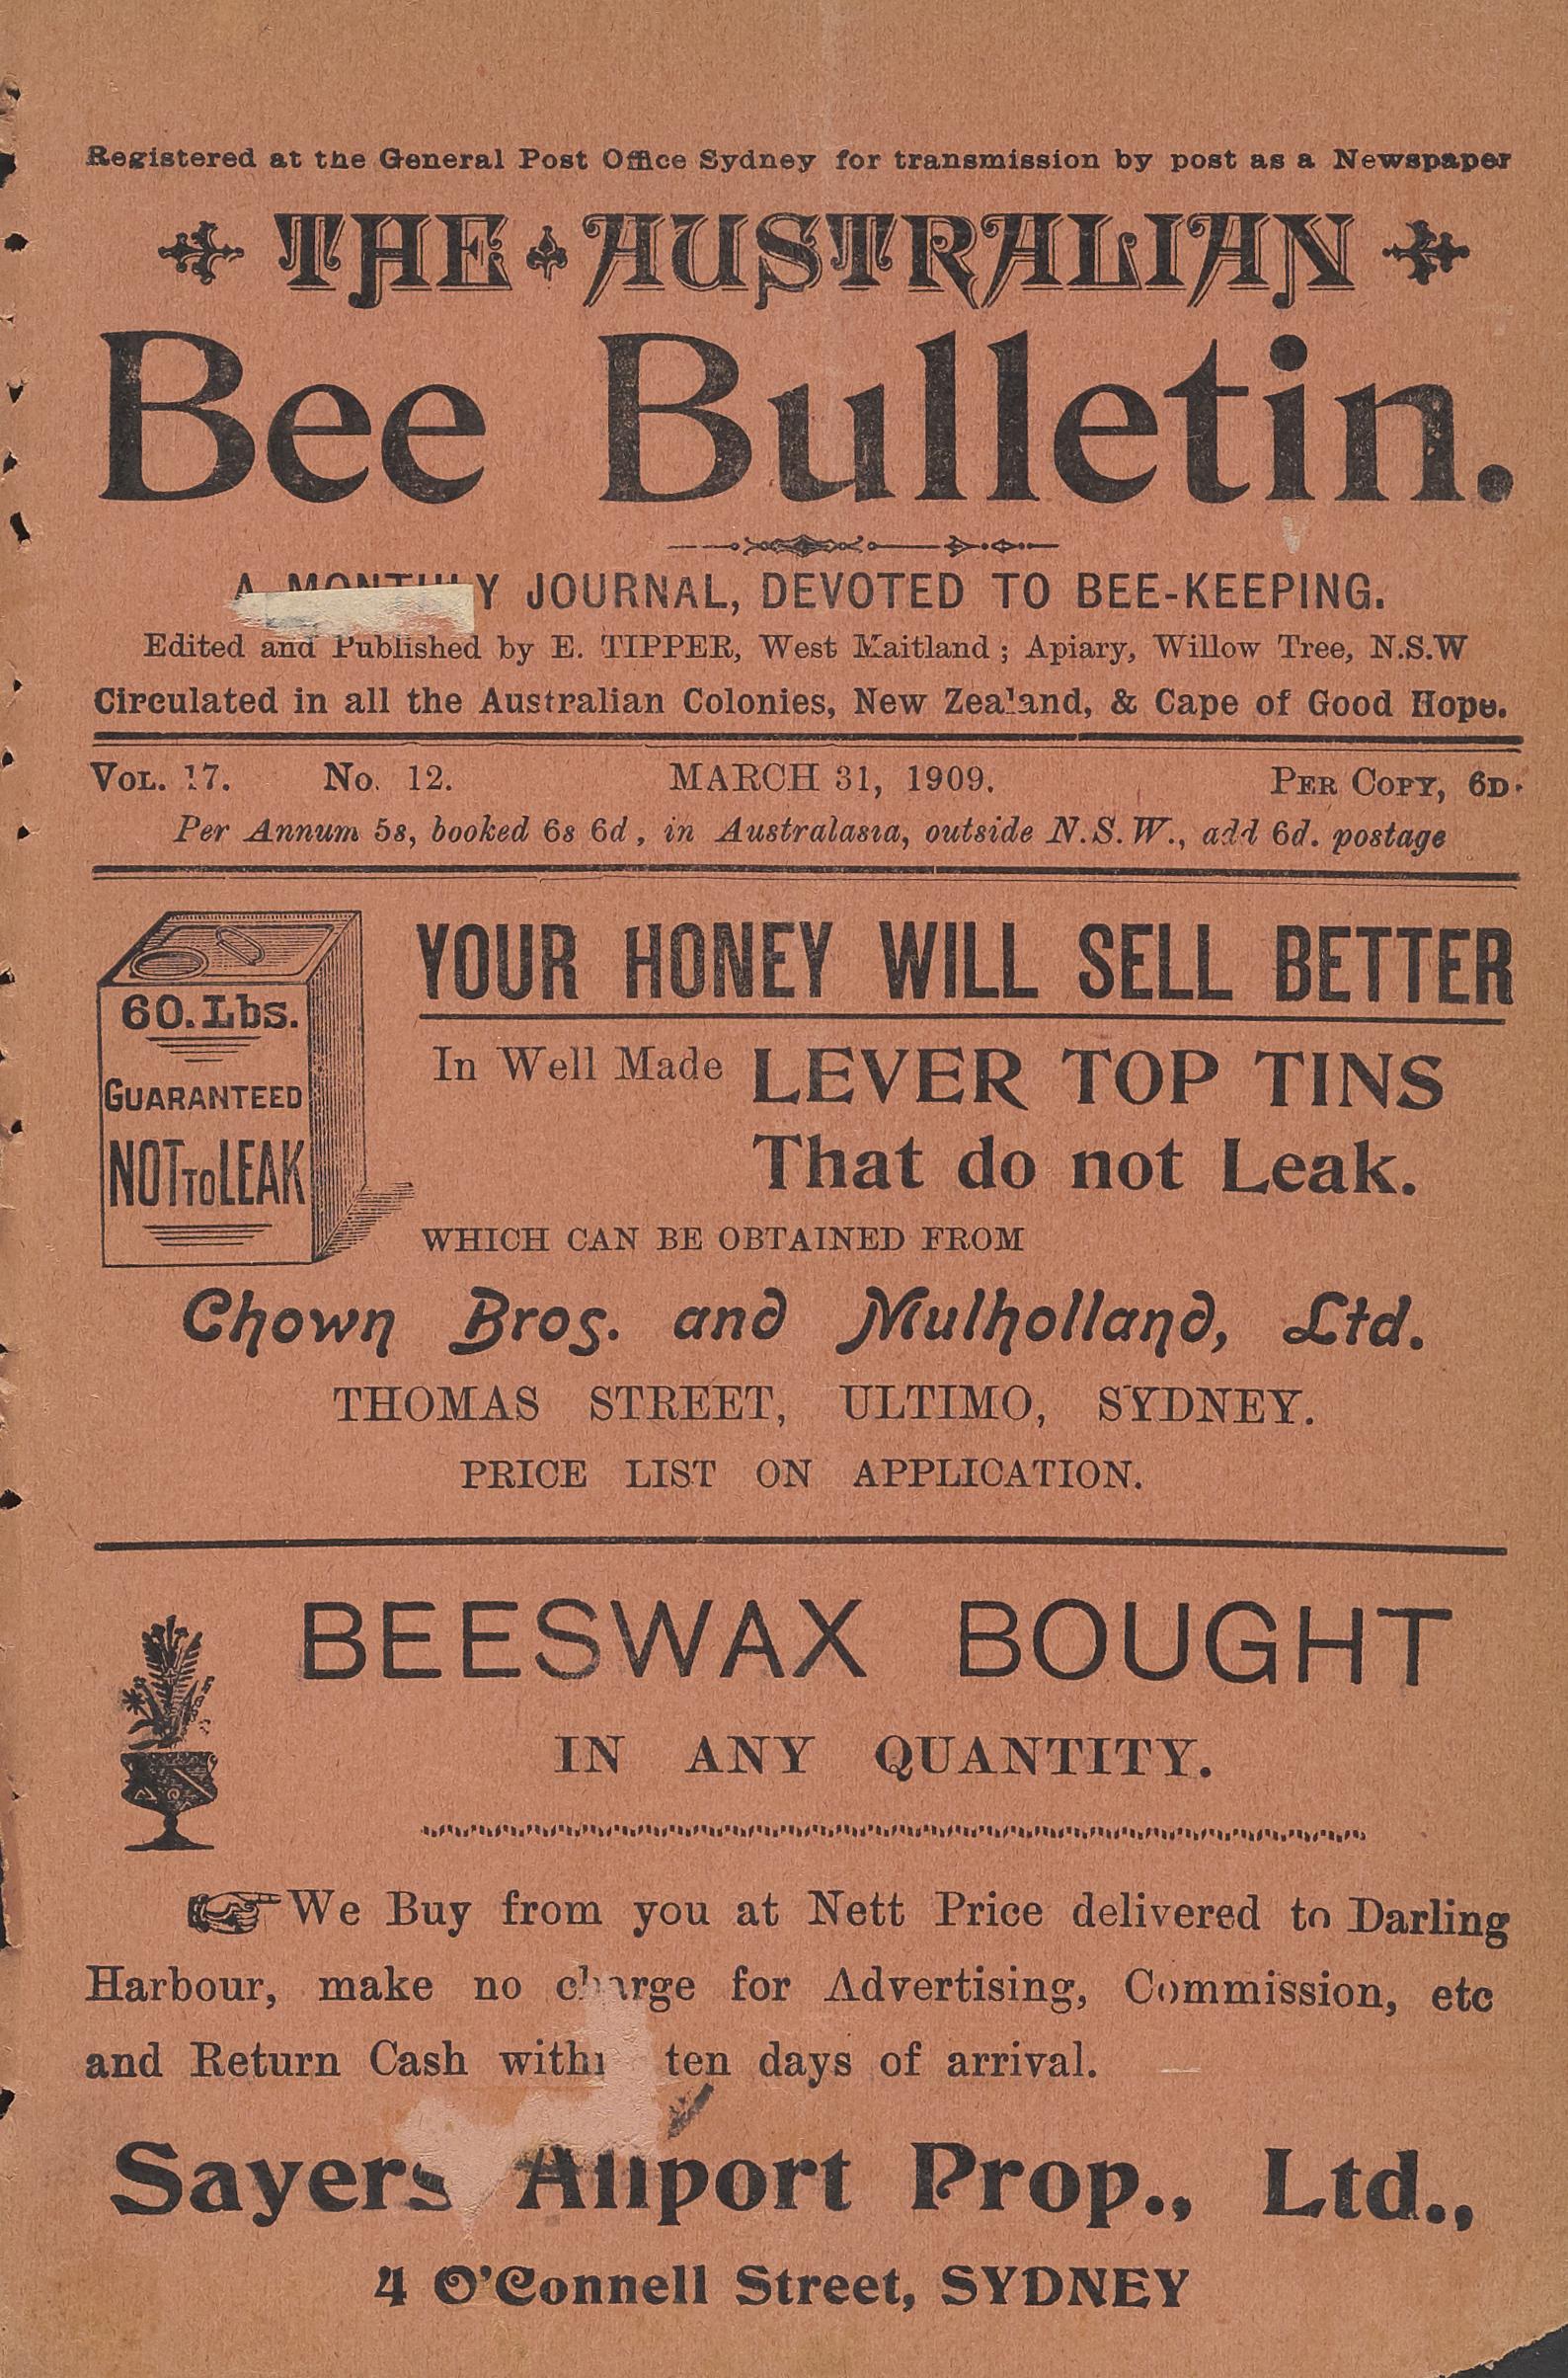 Registered at the General Post Office Sydney for transmission by post as a Newspaper
THE AUSTRALIAN
Bee Bulletin.
A MONTHLY JOURNAL, DEVOTED TO BEE-KEEPING.
Edited and Published by E. TIPPER, West Maitland; Apiary, Willow Tree, N.S.W
Circulated in all the Australian Colonies, New Zealand, & Cape of Good Hope.
VOL. 17. No. 12. MARCH 31, 1909. PER COPY, 6D.
Per Annum 5s, booked 6s 6d, in Australasia, outside N.S.W., add 6d. postage
60. Lbs.
GUARANTEED
NOT TO LEAK
YOUR HONEY WILL SELL BETTER
In Well Made LEVER TOP TINS
That do not Leak.
WHICH CAN BE OBTAINED FROM
Chown Bros. and Mulholland, Ltd.
THOMAS STREET, ULTIMO, SYDNEY.
PRICE LIST ON APPLICATION.
BEESWAX BOUGHT
IN ANY QUANTITY.
☞ We Buy from you at Nett Price delivered to Darling
Harbour, make no charge for Advertising, Commission, etc
and Return Cash within ten days of arrival.
Sayers Allport Prop., Ltd.,
4 O'Connell Street, SYDNEY